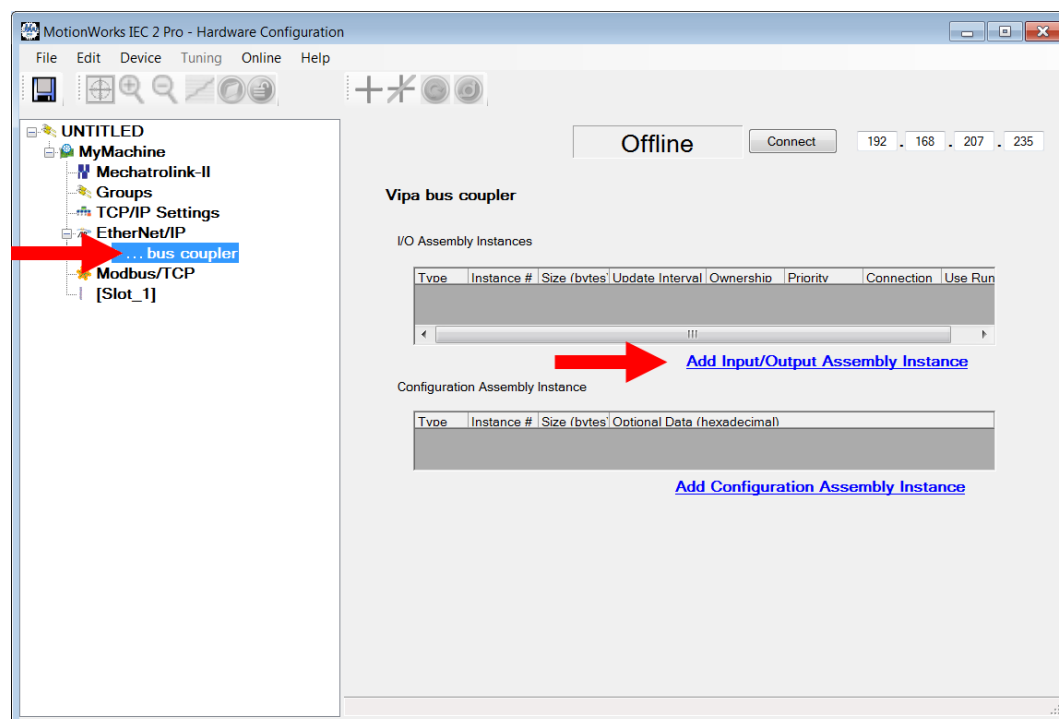 MotionWorks IEC 2 Pro - Hardware Configuration
File Edit Device Tuning Online Help
UNTITLED
MyMachine
Mechatrolink-II
Groups
TCP/IP Settings
EtherNet/IP
... bus coupler
Modbus/TCP
[Slot_1]
Offline Connect 192 . 168 . 207 . 235
Vipa bus coupler
I/O Assembly Instances
Type Instance # Size (bytes) Update Interval Ownership Priority Connection Use Run
Add Input/Output Assembly Instance
Configuration Assembly Instance
Type Instance # Size (bytes) Optional Data (hexadecimal)
Add Configuration Assembly Instance